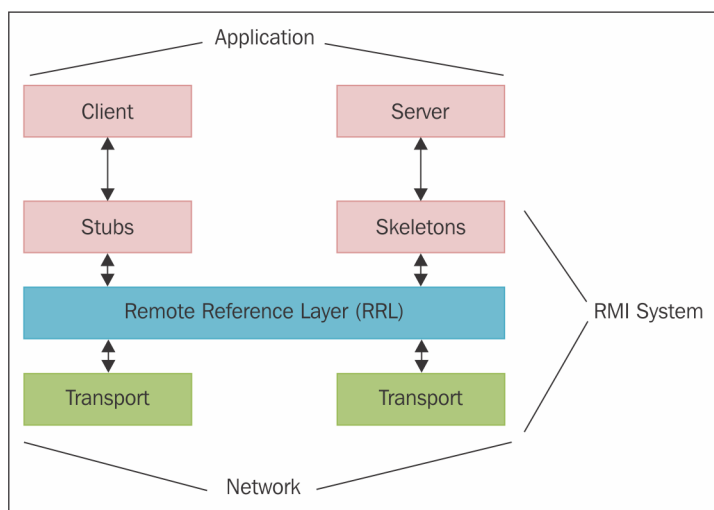 Application
Client
Server
Stubs
Skeletons
Remote Reference Layer (RRL)
RMI System
Transport
Transport
Network